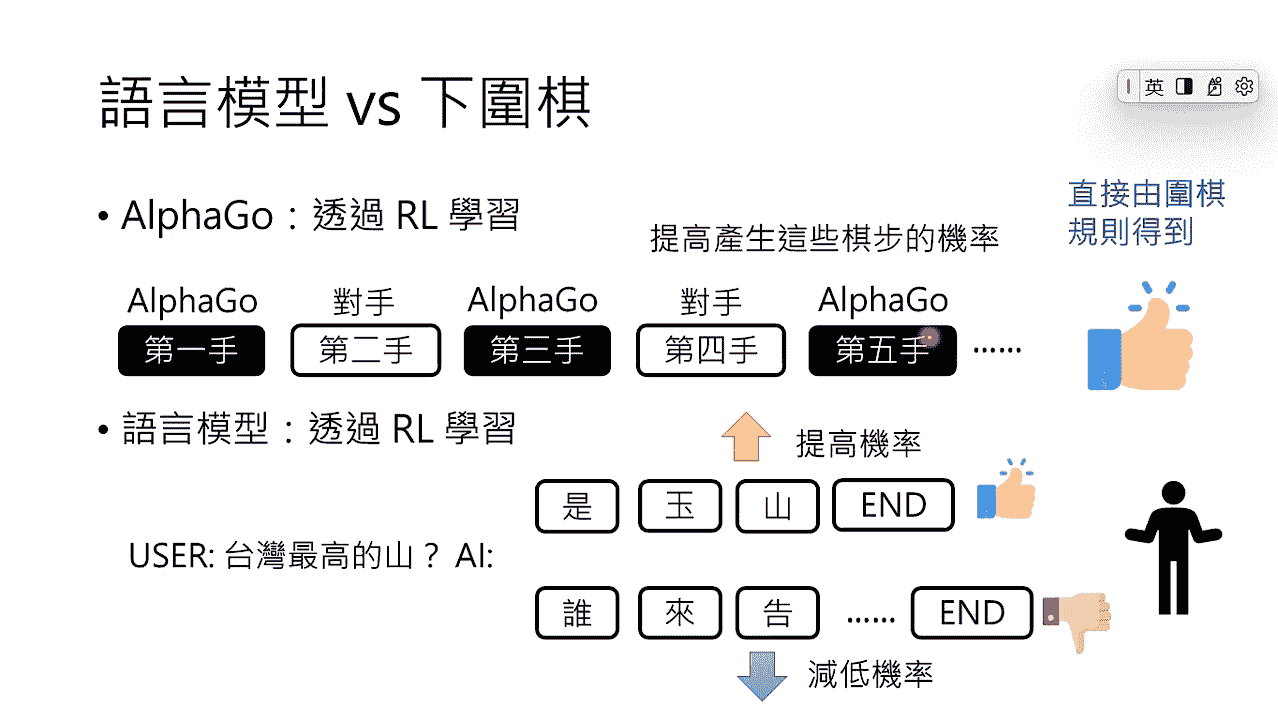 語言模型 vs 下圍棋
英
• AlphaGo：透過 RL 學習
提高產生這些棋步的機率
直接由圍棋
規則得到
AlphaGo 對手 AlphaGo 對手 AlphaGo
第一手 第二手 第三手 第四手 第五手 ……
• 語言模型：透過 RL 學習
提高機率
是 玉 山 END
USER: 台灣最高的山？ AI:
誰 來 告 …… END
減低機率